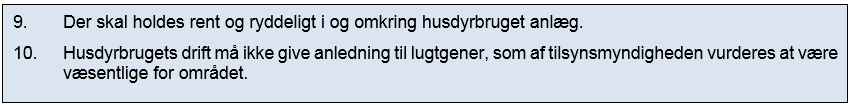 9. Der skal holdes rent og ryddeligt i og omkring husdyrbruget anlæg.
10. Husdyrbrugets drift må ikke give anledning til lugtgener, som af tilsynsmyndigheden vurderes at være
væsentlige for området.